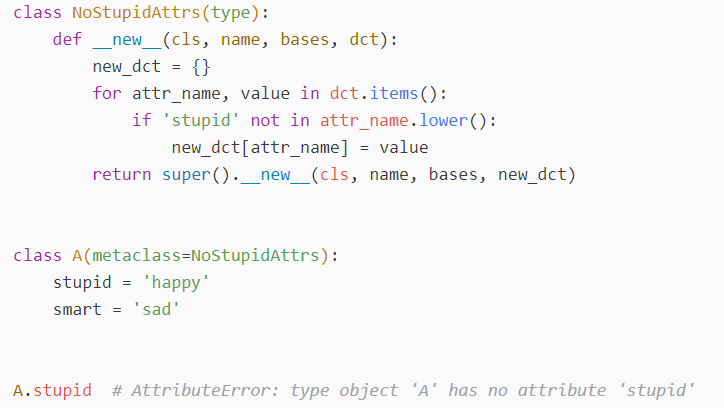 class NoStupidAttrs(type):
    def __new__(cls, name, bases, dct):
        new_dct = {}
        for attr_name, value in dct.items():
            if 'stupid' not in attr_name.lower():
                new_dct[attr_name] = value
        return super().__new__(cls, name, bases, new_dct)
class A(metaclass=NoStupidAttrs):
    stupid = 'happy'
    smart = 'sad'
A.stupid  # AttributeError: type object 'A' has no attribute 'stupid'